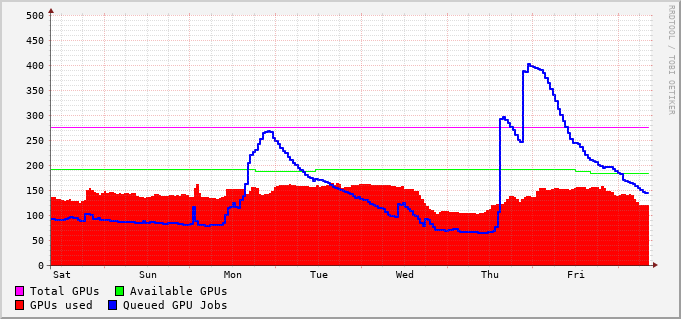 500
450
400
350
300
250
200
150
100
50
0
Sat Sun Mon Tue Wed Thu Fri
Total GPUs Available GPUs
GPUs used Queued GPU Jobs
RRDTOOL / TOBI OETIKER